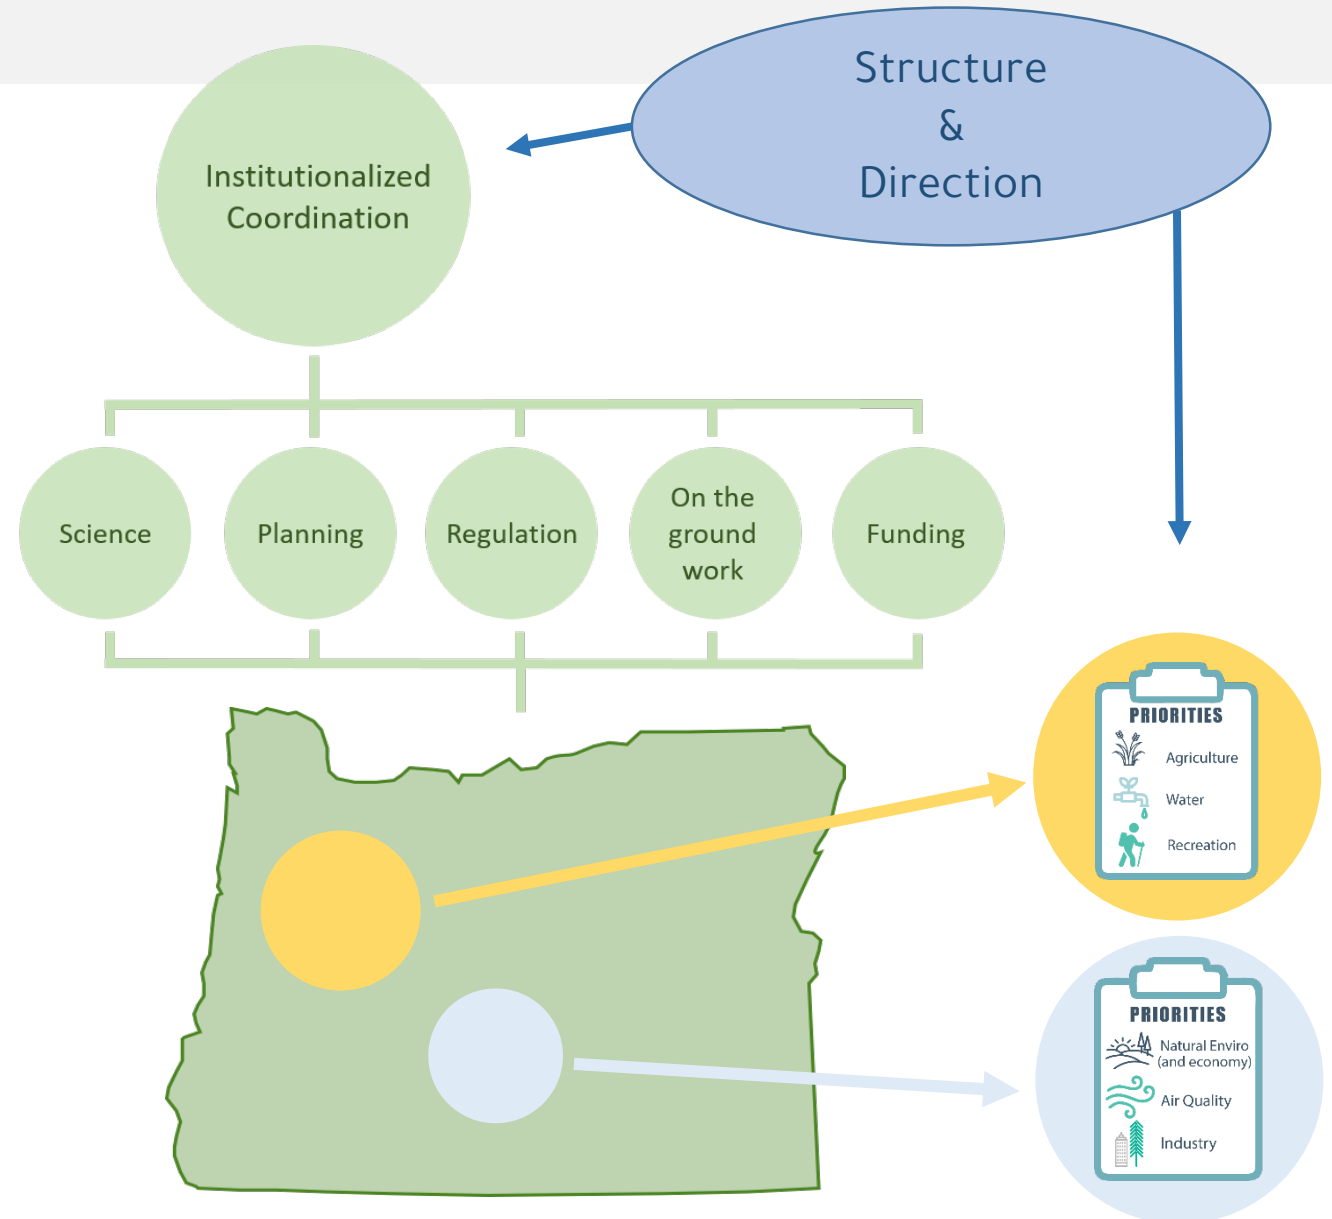 Structure
&
Direction
Institutionalized
Coordination
Science
Planning
Regulation
On the
ground
work
Funding
PRIORITIES
Agriculture
Water
Recreation
PRIORITIES
Natural Enviro
(and economy)
Air Quality
Industry